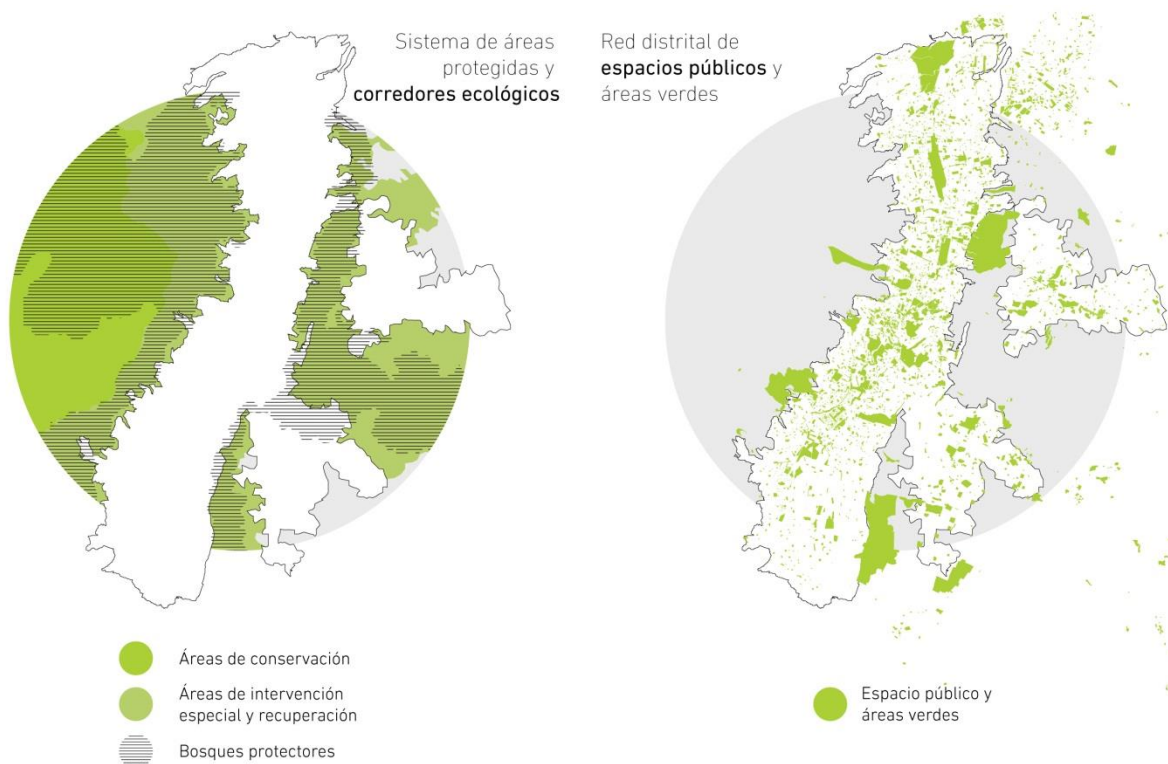 Sistema de áreas
protegidas y
corredores ecológicos
Red distrital de
espacios públicos y
áreas verdes
Áreas de conservación
Áreas de intervención
especial y recuperación
Bosques protectores
Espacio público y
áreas verdes